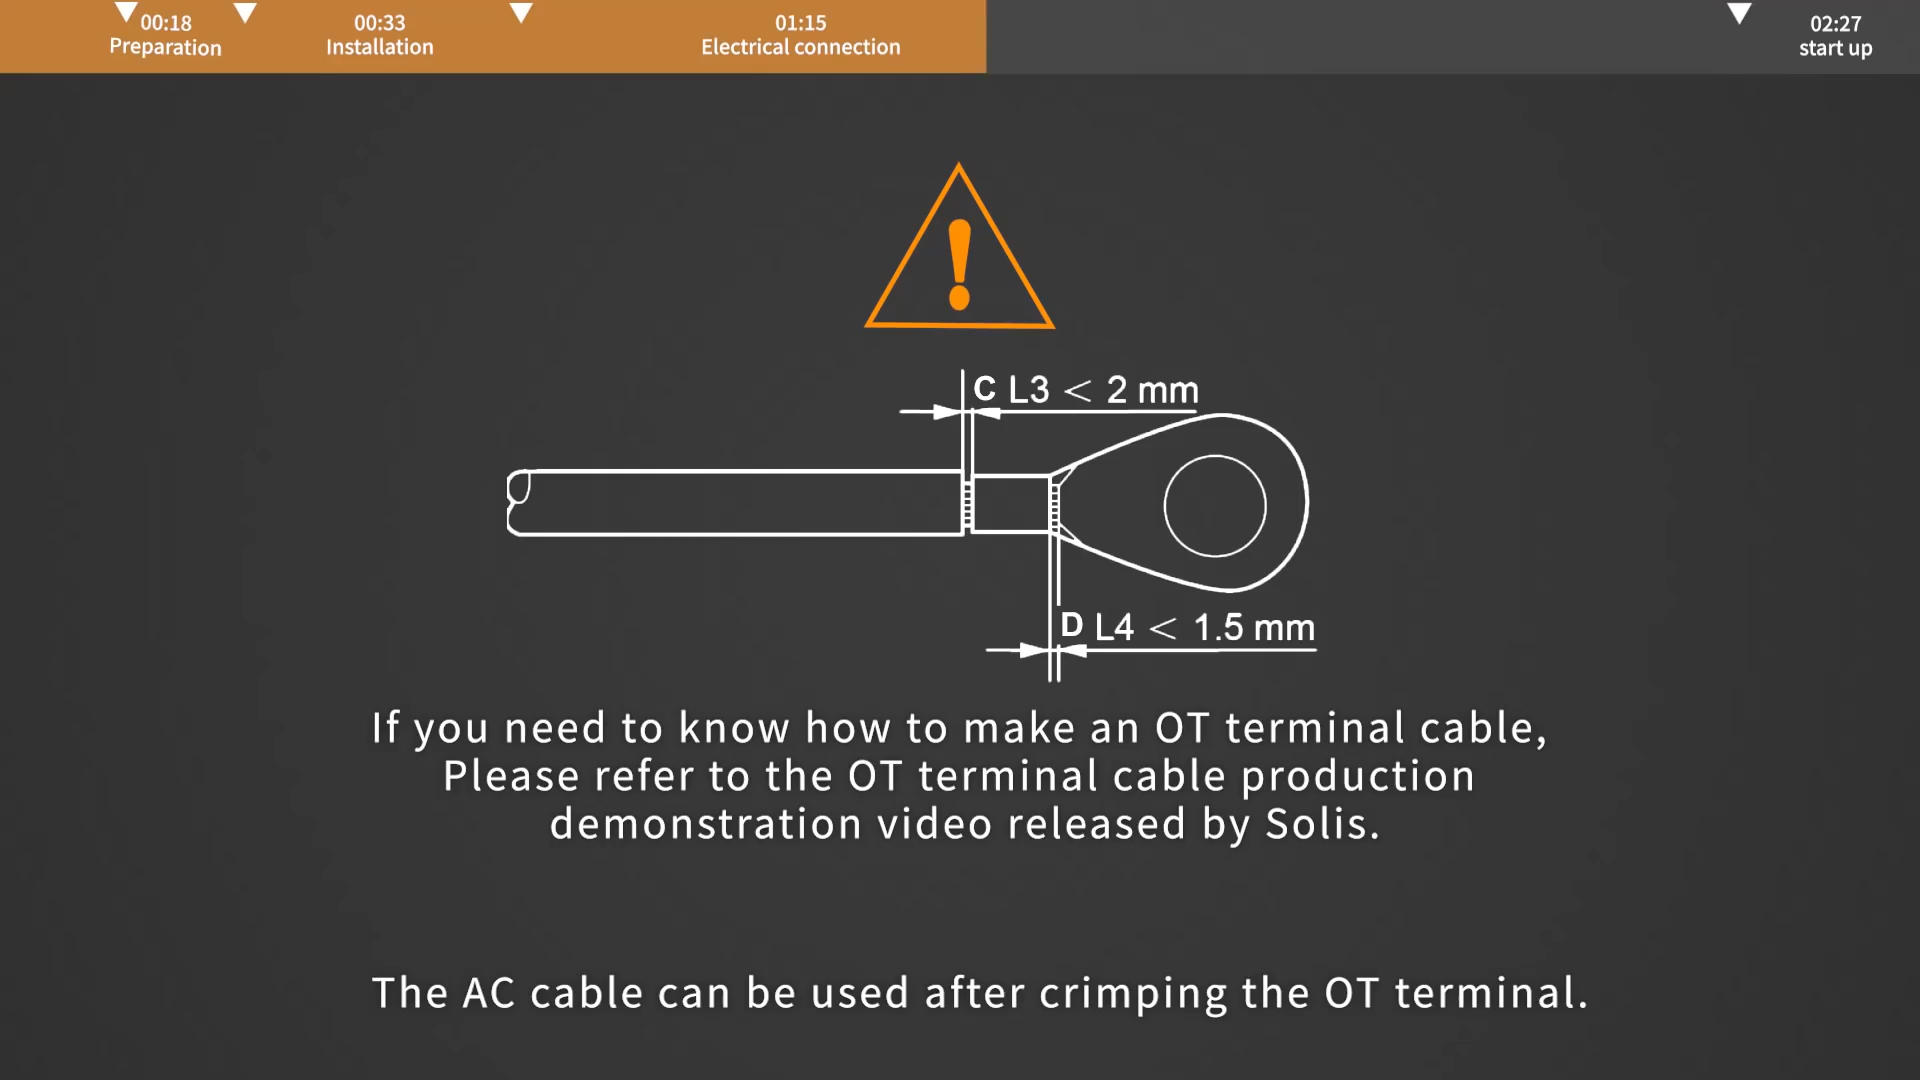 00:18
Preparation
00:33
Installation
01:15
Electrical connection
02:27
start up
C L3 < 2 mm
D L4 < 1.5 mm
If you need to know how to make an OT terminal cable,
Please refer to the OT terminal cable production
demonstration video released by Solis.
The AC cable can be used after crimping the OT terminal.